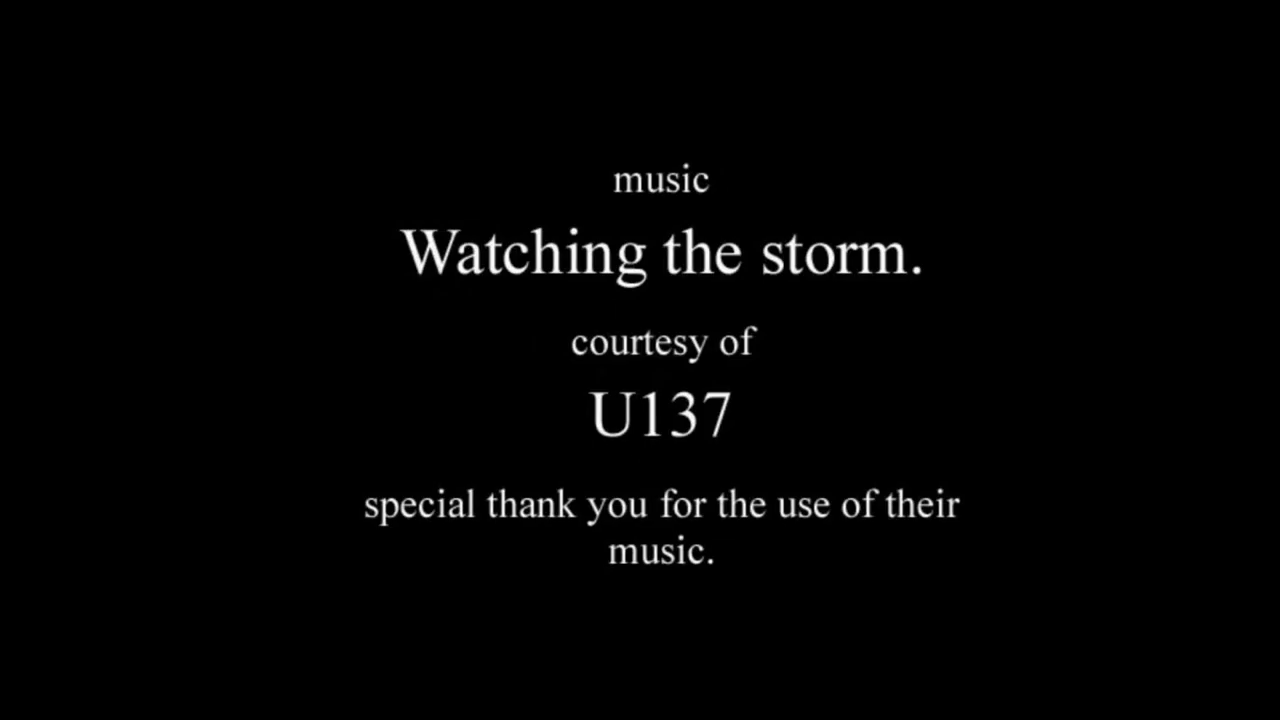 music
Watching the storm.
courtesy of
U137
special thank you for the use of their
music.